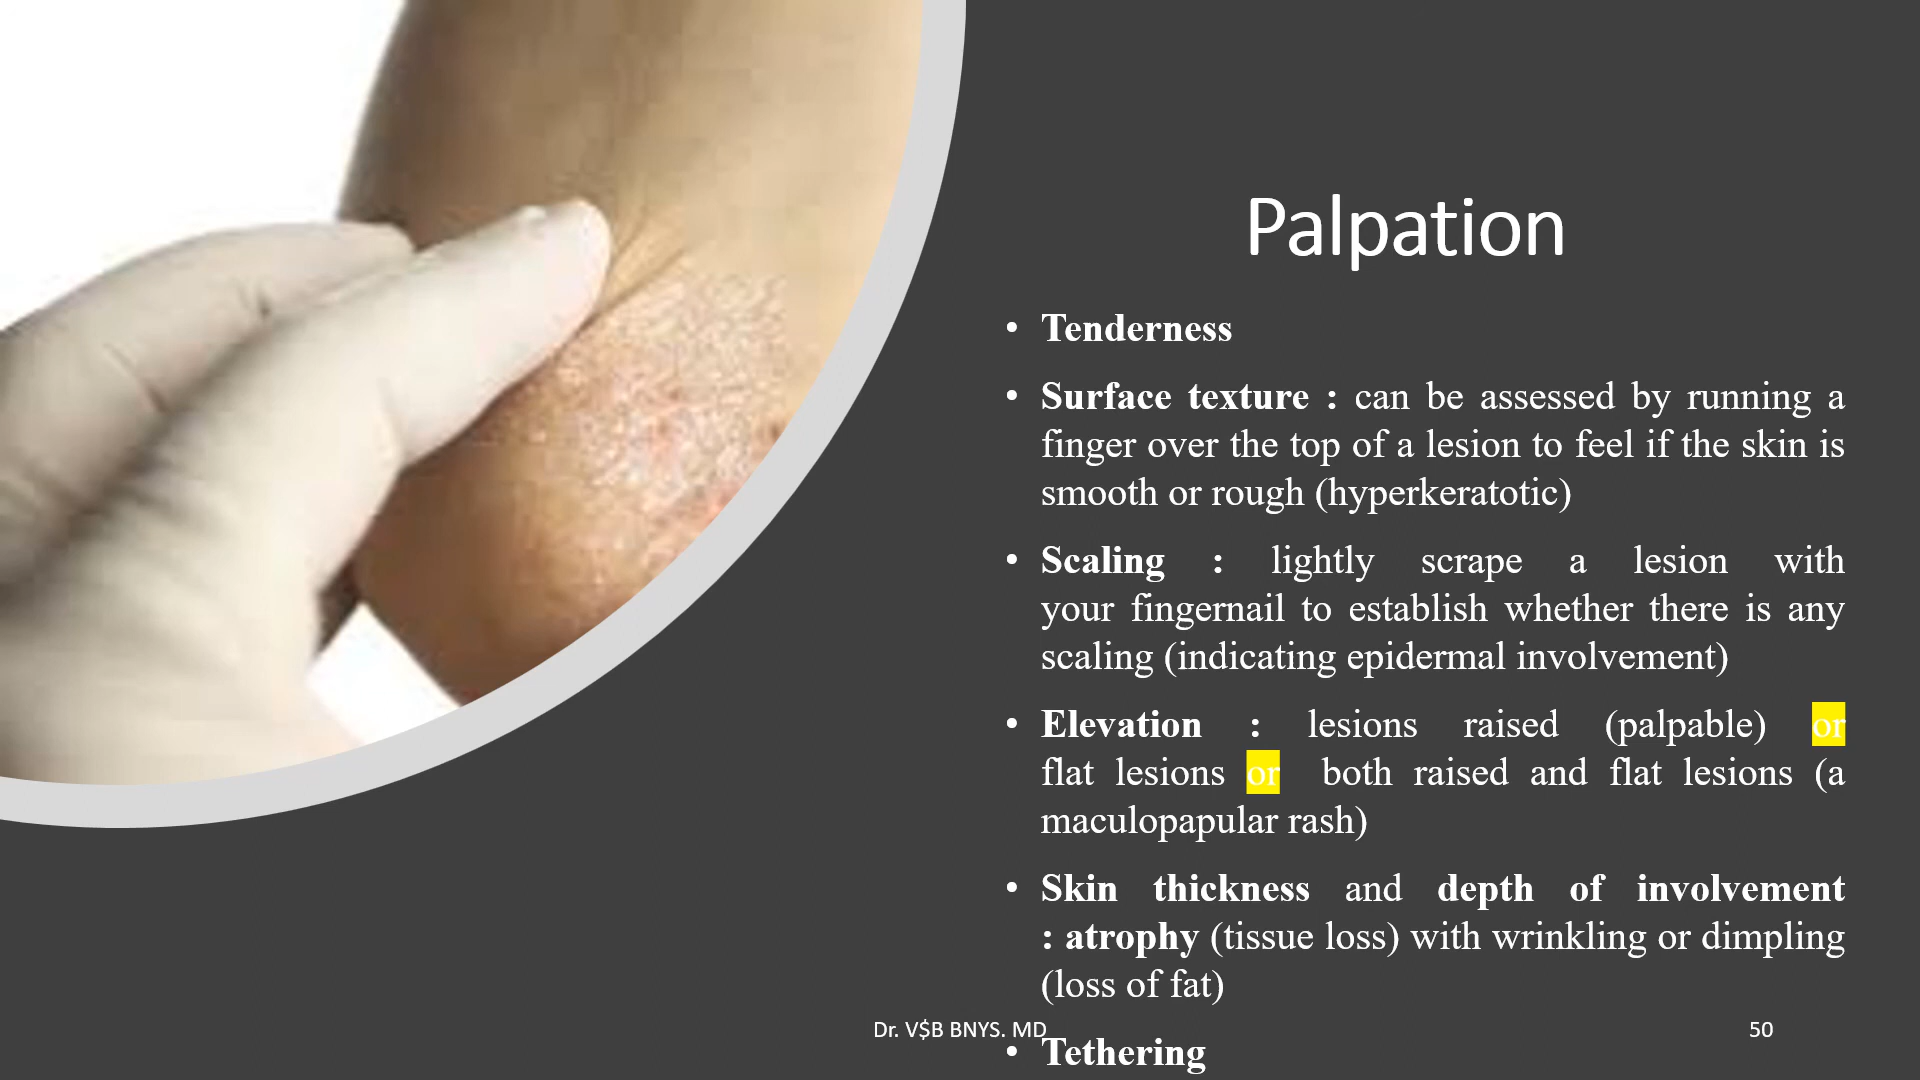 Palpation
• Tenderness
• Surface texture : can be assessed by running a
finger over the top of a lesion to feel if the skin is
smooth or rough (hyperkeratotic)
• Scaling : lightly scrape a lesion with
your fingernail to establish whether there is any
scaling (indicating epidermal involvement)
• Elevation : lesions raised (palpable) or
flat lesions or both raised and flat lesions (a
maculopapular rash)
• Skin thickness and depth of involvement
: atrophy (tissue loss) with wrinkling or dimpling
(loss of fat)
• Tethering
Dr. V$B BNYS. MD
50